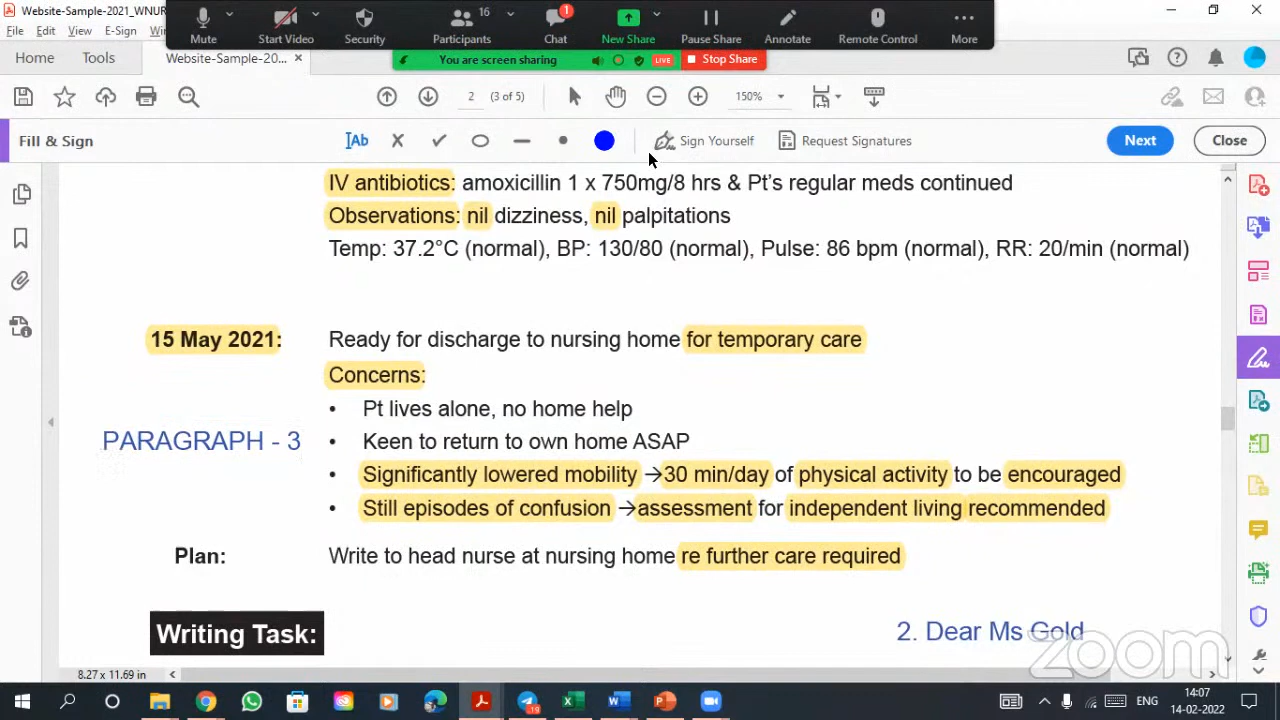 Website-Sample-2021_WNUR
File Edit View E-Sign
Mute Start Video Security Participants 16 Chat 1 New Share Pause Share Annotate Remote Control More
You are screen sharing LIVE Stop Share
Home Tools Website-Sample-20...
2 (3 of 5) 150%
Fill & Sign Ab Sign Yourself Request Signatures Next Close
IV antibiotics: amoxicillin 1 x 750mg/8 hrs & Pt's regular meds continued
Observations: nil dizziness, nil palpitations
Temp: 37.2°C (normal), BP: 130/80 (normal), Pulse: 86 bpm (normal), RR: 20/min (normal)
15 May 2021: Ready for discharge to nursing home for temporary care
Concerns:
• Pt lives alone, no home help
PARAGRAPH - 3
• Keen to return to own home ASAP
• Significantly lowered mobility →30 min/day of physical activity to be encouraged
• Still episodes of confusion →assessment for independent living recommended
Plan: Write to head nurse at nursing home re further care required
Writing Task:
2. Dear Ms Gold
zoom
8.27 x 11.69 in
19
ENG
14:07
14-02-2022